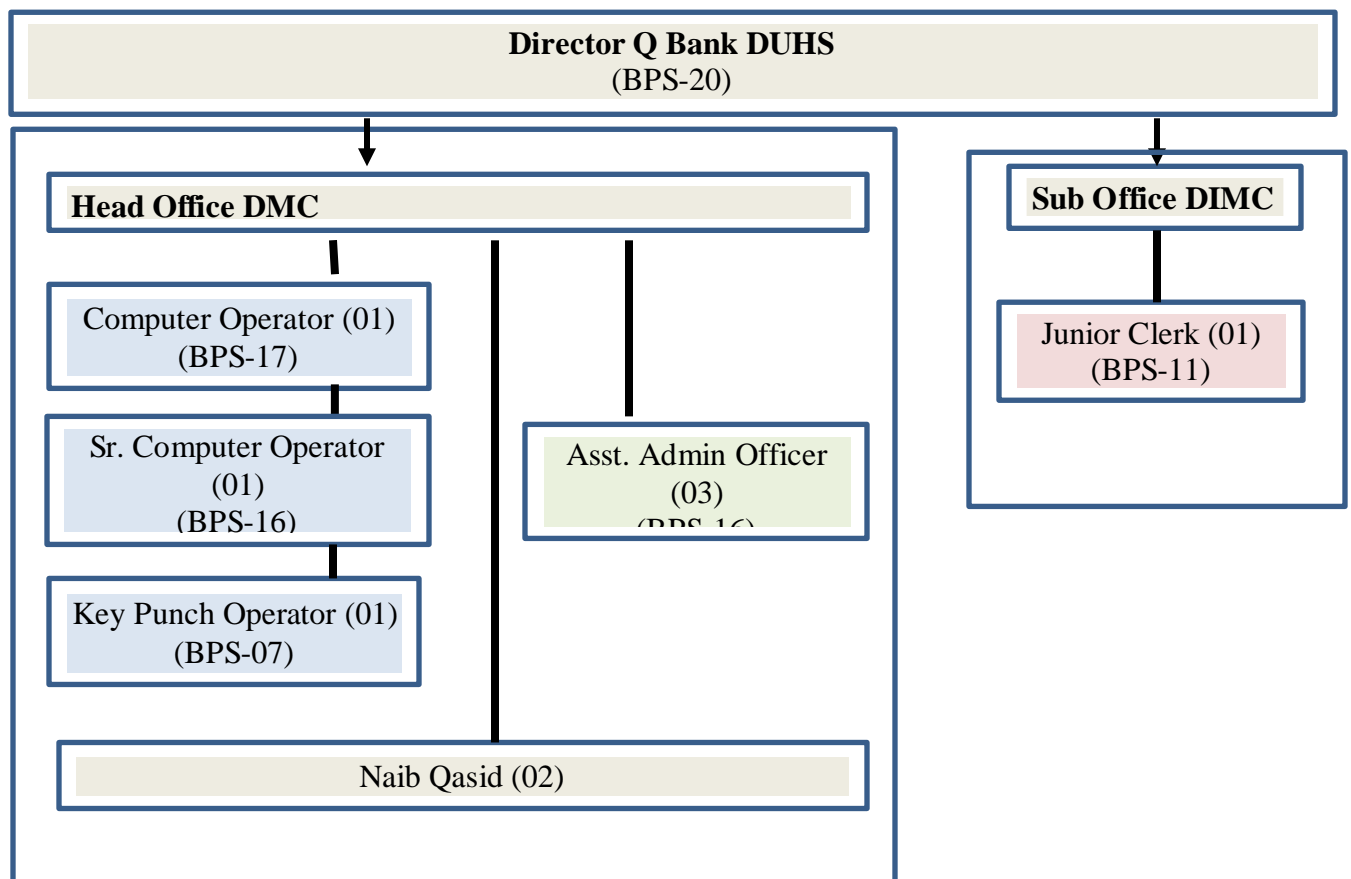 Director Q Bank DUHS
(BPS-20)
Head Office DMC
Sub Office DIMC
Computer Operator (01)
(BPS-17)
Junior Clerk (01)
(BPS-11)
Sr. Computer Operator
(01)
(BPS-16)
Asst. Admin Officer
(03)
(BPS-16)
Key Punch Operator (01)
(BPS-07)
Naib Qasid (02)